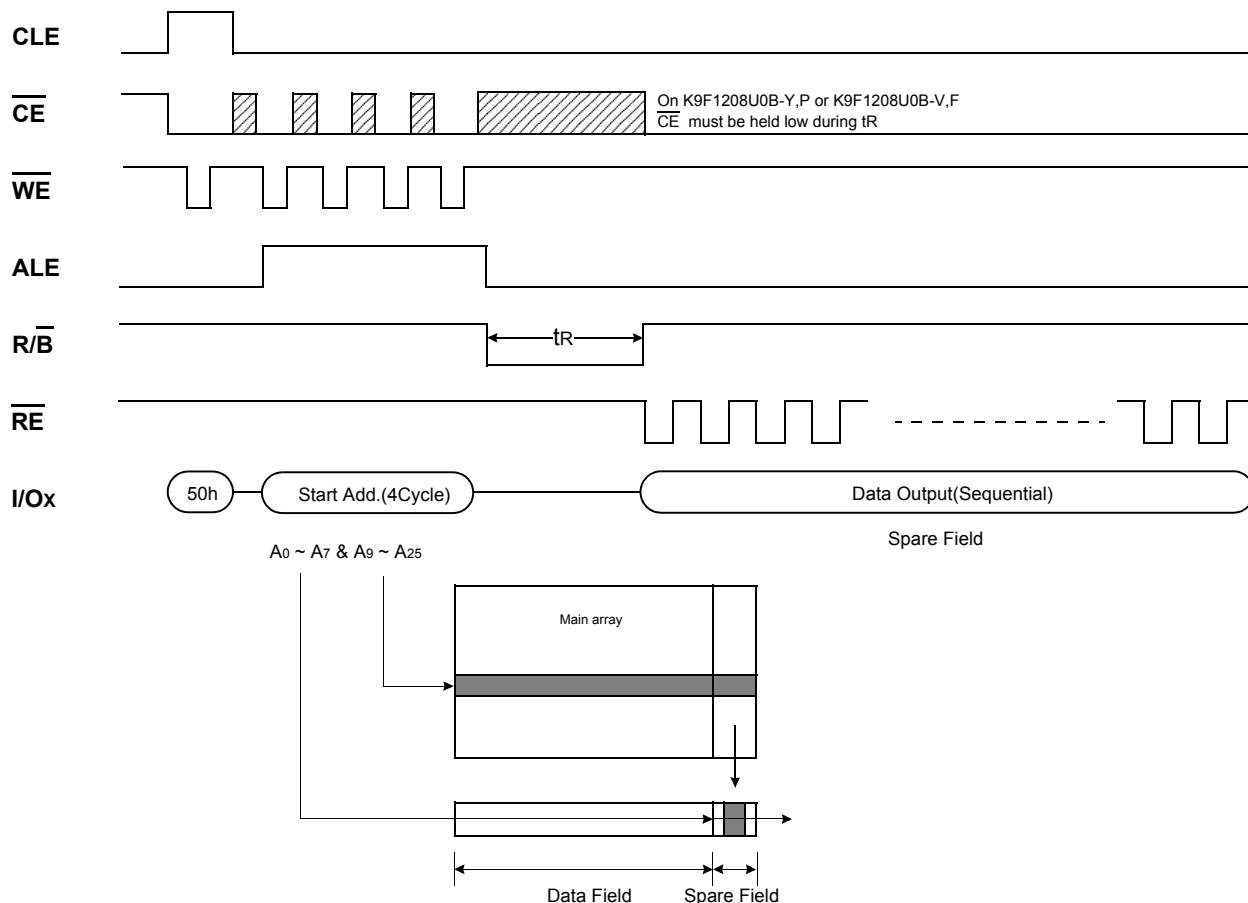 CLE
CE
On K9F1208U0B-Y,P or K9F1208U0B-V,F
CE must be held low during tR
WE
ALE
R/B
tR
RE
I/Ox
50h
Start Add.(4Cycle)
Data Output(Sequential)
Spare Field
A0 ~ A7 & A9 ~ A25
Main array
Data Field
Spare Field